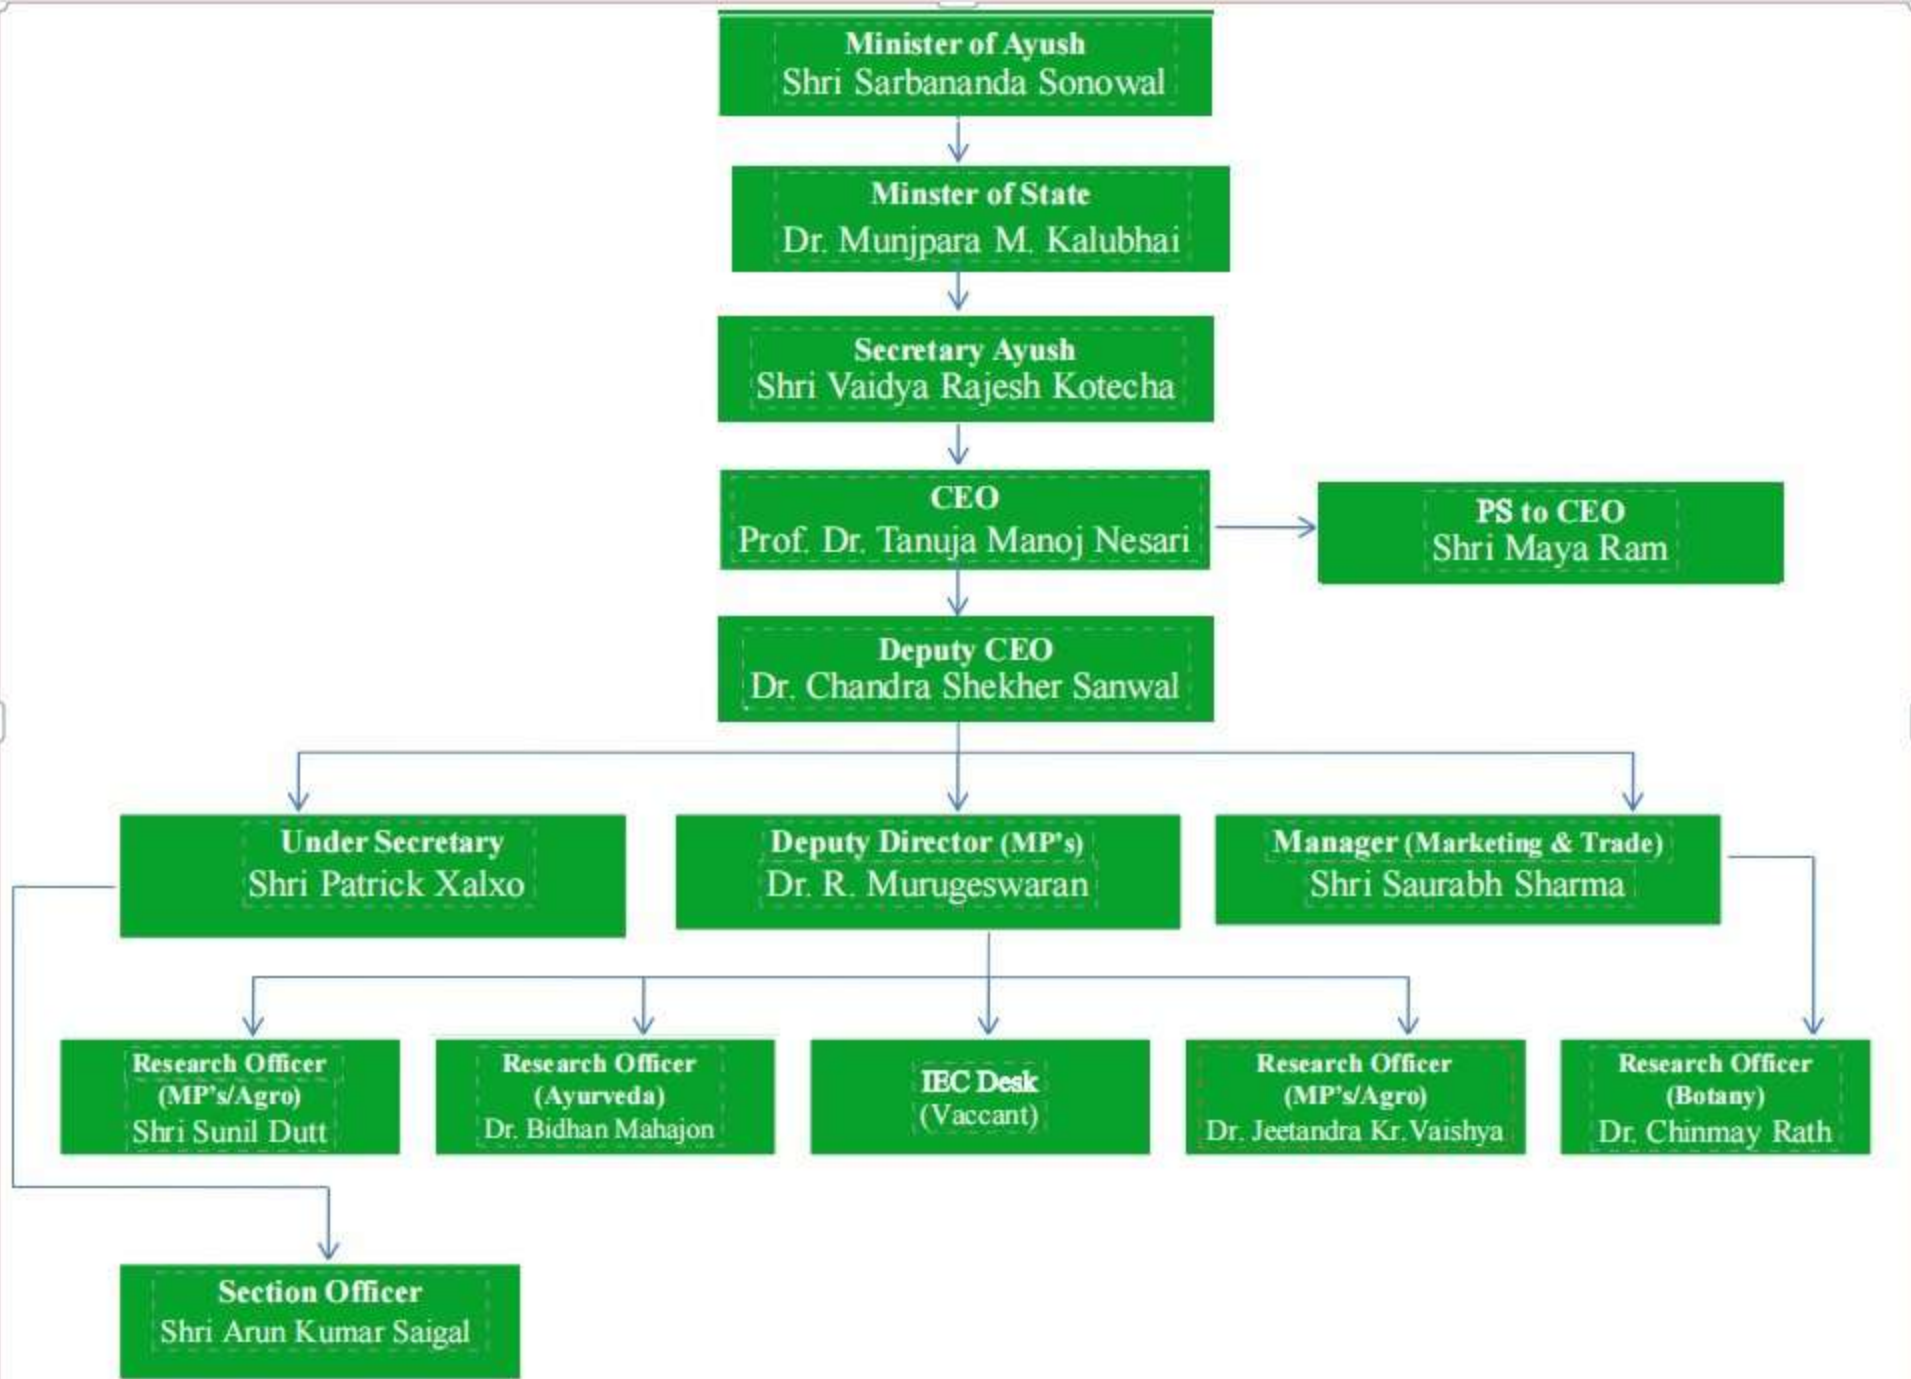 Minister of Ayush
Shri Sarbananda Sonowal
Minster of State
Dr. Munjpara M. Kalubhai
Secretary Ayush
Shri Vaidya Rajesh Kotecha
CEO
Prof. Dr. Tanuja Manoj Nesari
PS to CEO
Shri Maya Ram
Deputy CEO
Dr. Chandra Shekher Sanwal
Under Secretary
Shri Patrick Xalxo
Deputy Director (MP's)
Dr. R. Murugeswaran
Manager (Marketing & Trade)
Shri Saurabh Sharma
Research Officer
(MP's/Agro)
Shri Sunil Dutt
Research Officer
(Ayurveda)
Dr. Bidhan Mahajon
IEC Desk
(Vaccant)
Research Officer
(MP's/Agro)
Dr. Jeetandra Kr.Vaishya
Research Officer
(Botany)
Dr. Chinmay Rath
Section Officer
Shri Arun Kumar Saigal